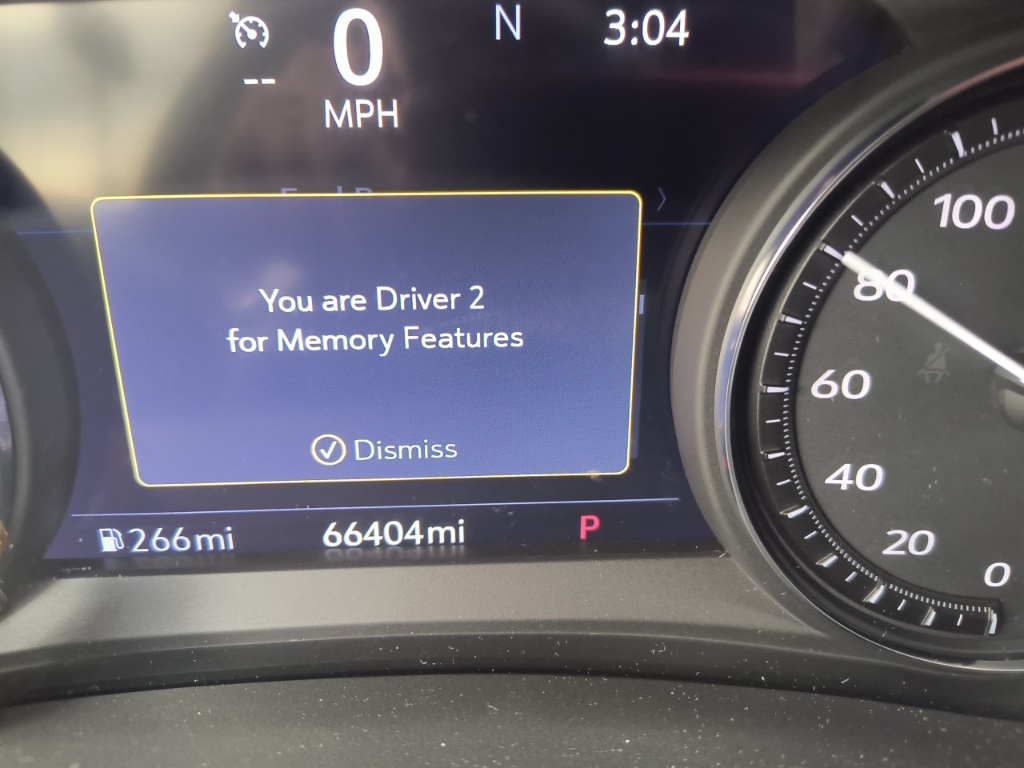 0
MPH
N
3:04
You are Driver 2
for Memory Features
Dismiss
266mi
66404mi
P
100
80
60
40
20
0
--